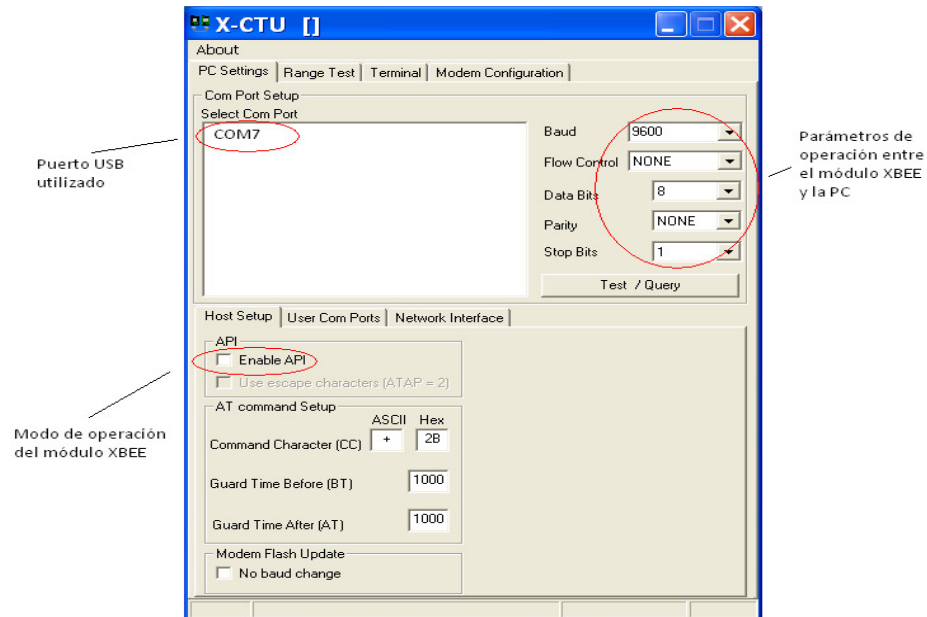 X-CTU []
About
PC Settings Range Test Terminal Modem Configuration
Com Port Setup
Select Com Port
COM7
Baud 9600
Flow Control NONE
Data Bits 8
Parity NONE
Stop Bits 1
Test / Query
Puerto USB
utilizado
Parámetros de
operación entre
el módulo XBEE
y la PC
Host Setup User Com Ports Network Interface
API
Enable API
Use escape characters (ATAP = 2)
AT command Setup
ASCII Hex
Command Character (CC) + 2B
Guard Time Before (BT) 1000
Guard Time After (AT) 1000
Modem Flash Update
No baud change
Modo de operación
del módulo XBEE